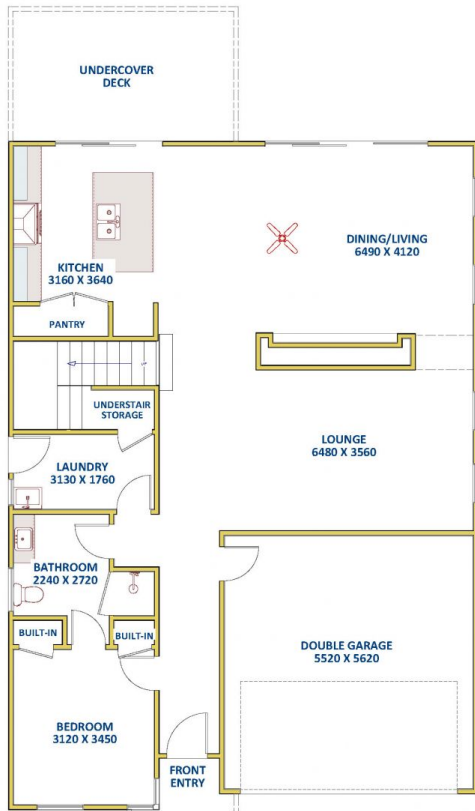 UNDERCOVER
DECK
DINING/LIVING
6490 X 4120
KITCHEN
3160 X 3640
PANTRY
UNDERSTAIR
STORAGE
LOUNGE
6480 X 3560
LAUNDRY
3130 X 1760
BATHROOM
2240 X 2720
BUILT-IN
BUILT-IN
DOUBLE GARAGE
5520 X 5620
BEDROOM
3120 X 3450
FRONT
ENTRY